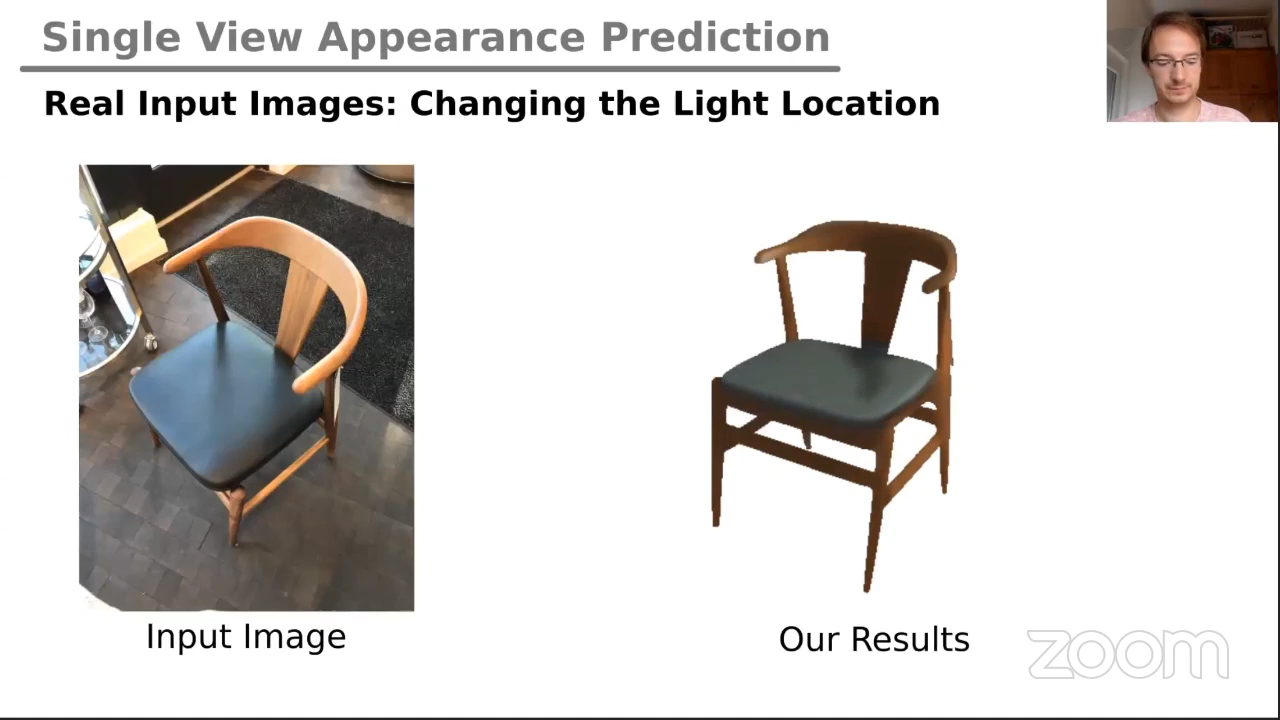 Single View Appearance Prediction
Real Input Images: Changing the Light Location
Input Image
Our Results
zoom